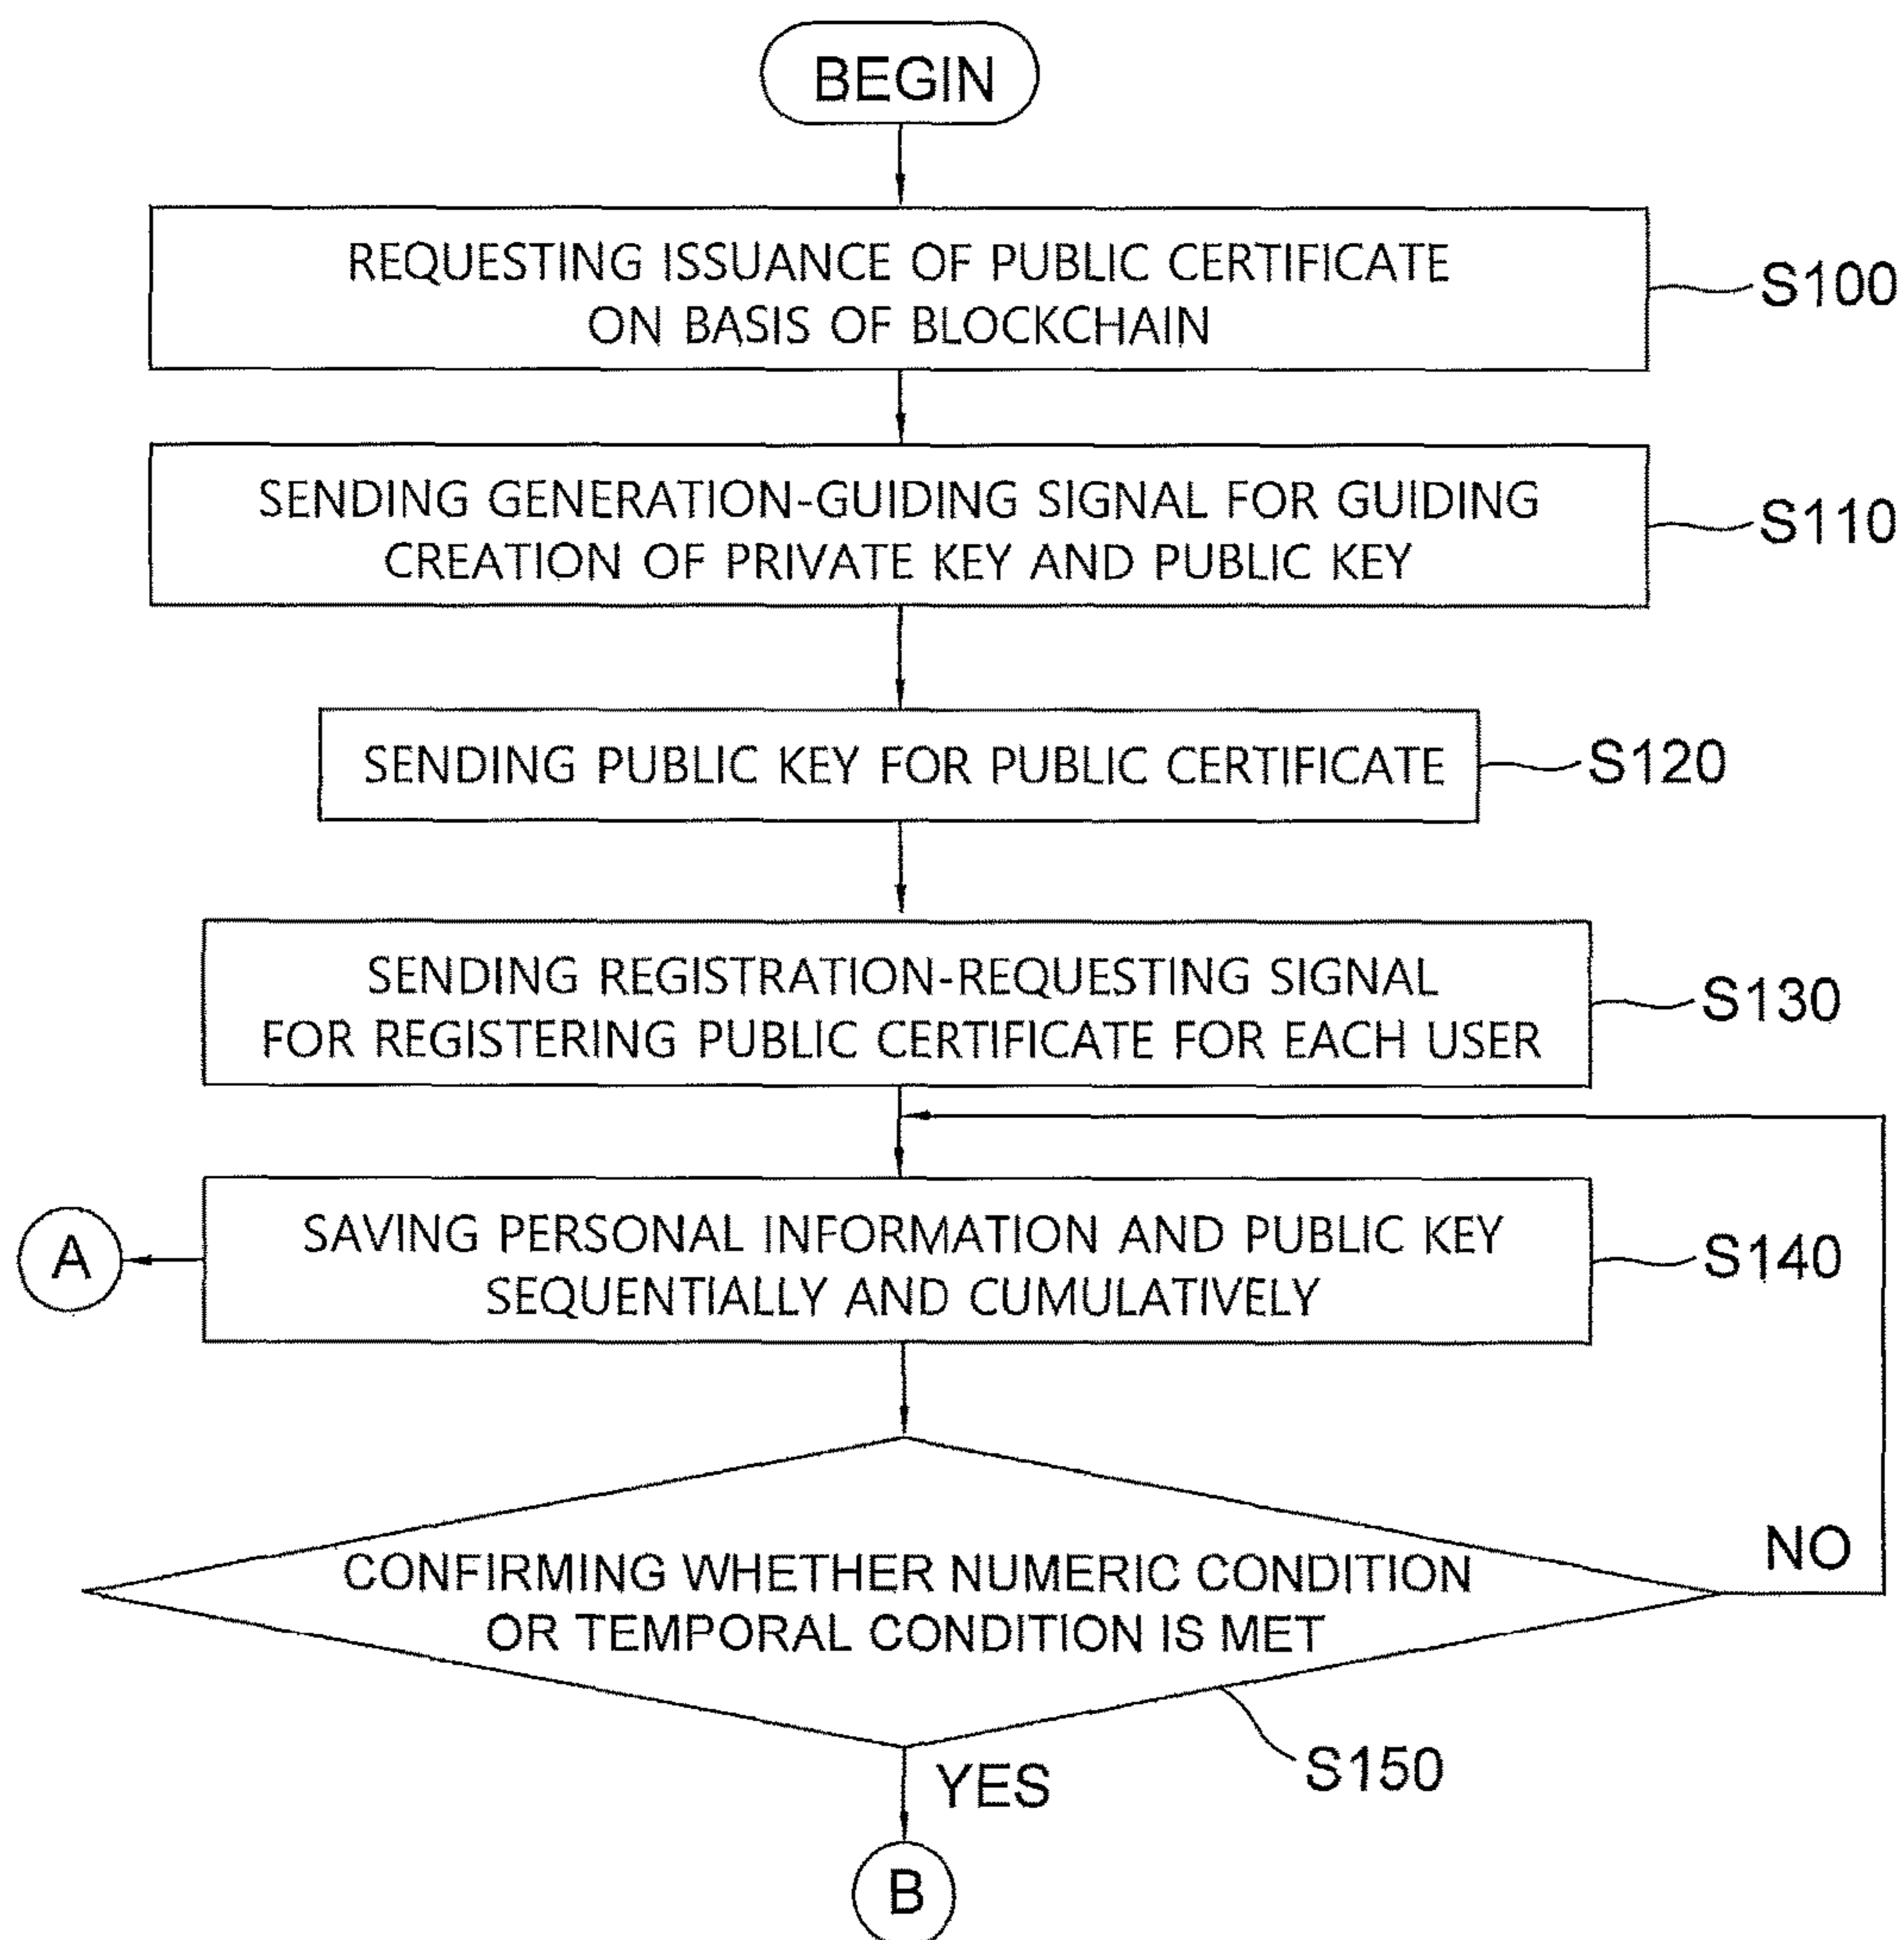 BEGIN
REQUESTING ISSUANCE OF PUBLIC CERTIFICATE
ON BASIS OF BLOCKCHAIN
S100
SENDING GENERATION-GUIDING SIGNAL FOR GUIDING
CREATION OF PRIVATE KEY AND PUBLIC KEY
S110
SENDING PUBLIC KEY FOR PUBLIC CERTIFICATE
S120
SENDING REGISTRATION-REQUESTING SIGNAL
FOR REGISTERING PUBLIC CERTIFICATE FOR EACH USER
S130
A
SAVING PERSONAL INFORMATION AND PUBLIC KEY
SEQUENTIALLY AND CUMULATIVELY
S140
CONFIRMING WHETHER NUMERIC CONDITION
OR TEMPORAL CONDITION IS MET
NO
S150
YES
B